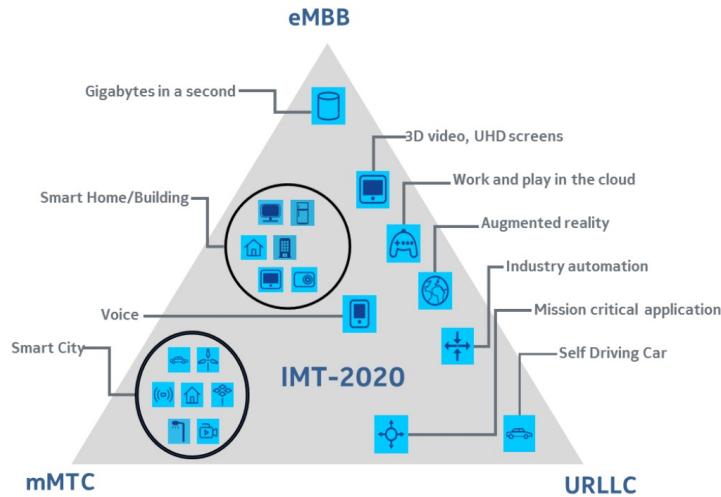 eMBB
Gigabytes in a second
3D video, UHD screens
Work and play in the cloud
Smart Home/Building
Augmented reality
Industry automation
Mission critical application
Voice
Smart City
Self Driving Car
IMT-2020
mMTC
URLLC